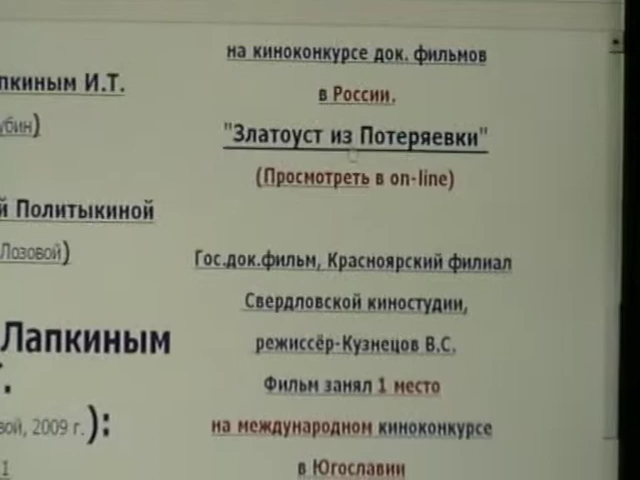 пкиным И.Т.
убин)
й Политыкиной
Лозовой)
Лапкиным
.
вой, 2009 г.):
1
на киноконкурсе док. фильмов
в России.
"Златоуст из Потеряевки"
(Просмотреть в on-line)
Гос.док.фильм, Красноярский филиал
Свердловской киностудии,
режиссёр-Кузнецов В.С.
Фильм занял 1 место
на международном киноконкурсе
в Югославии